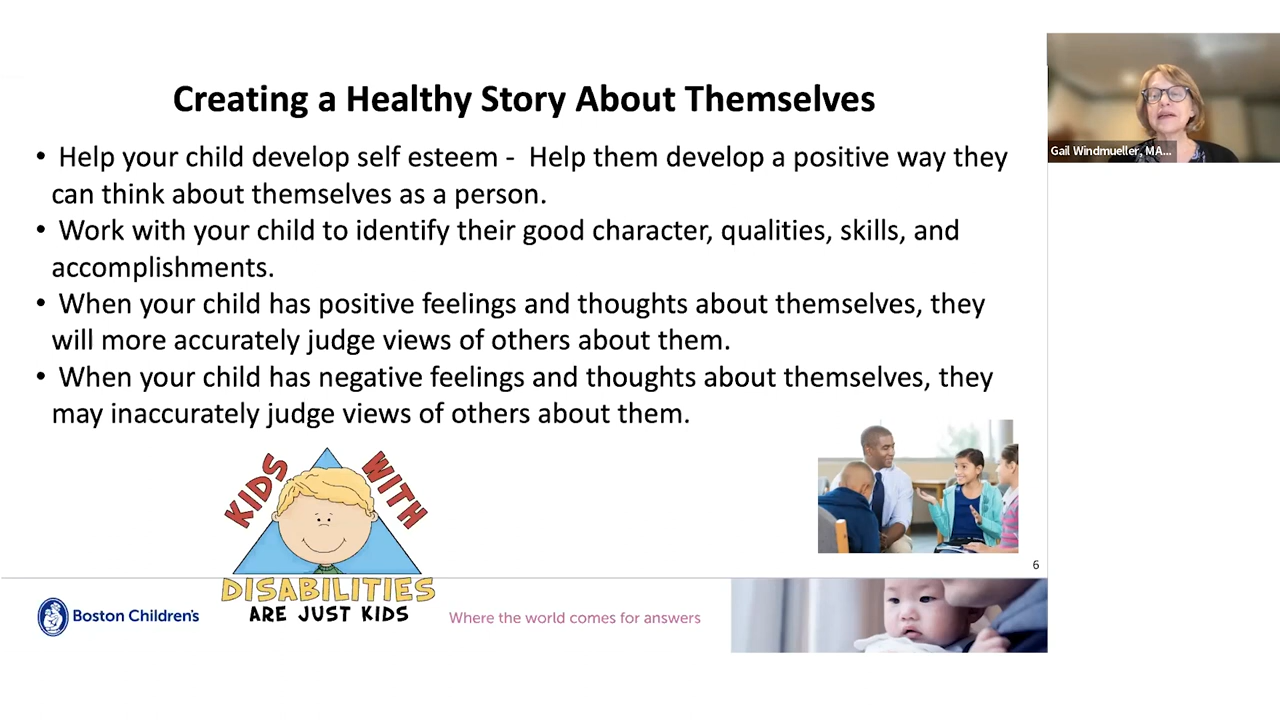 Creating a Healthy Story About Themselves
• Help your child develop self esteem - Help them develop a positive way they
can think about themselves as a person.
• Work with your child to identify their good character, qualities, skills, and
accomplishments.
• When your child has positive feelings and thoughts about themselves, they
will more accurately judge views of others about them.
• When your child has negative feelings and thoughts about themselves, they
may inaccurately judge views of others about them.
KIDS WITH
DISABILITIES
ARE JUST KIDS
6
Boston Children's
Where the world comes for answers
Gail Windmueller, MA...